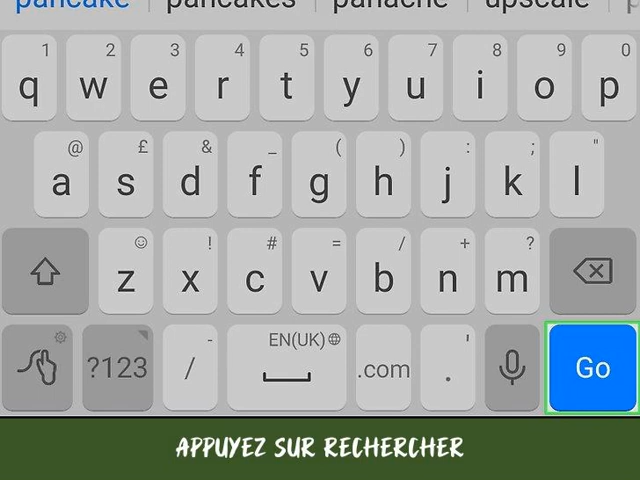 pancake pancakes panache upscale p
1 2 3 4 5 6 7 8 9 0
q w e r t y u i o p
@ £ & _ ( ) : ; "
a s d f g h j k l
! # = / + ?
z x c v b n m
- EN(UK) '
?123 / .com . Go
APPUYEZ SUR RECHERCHER